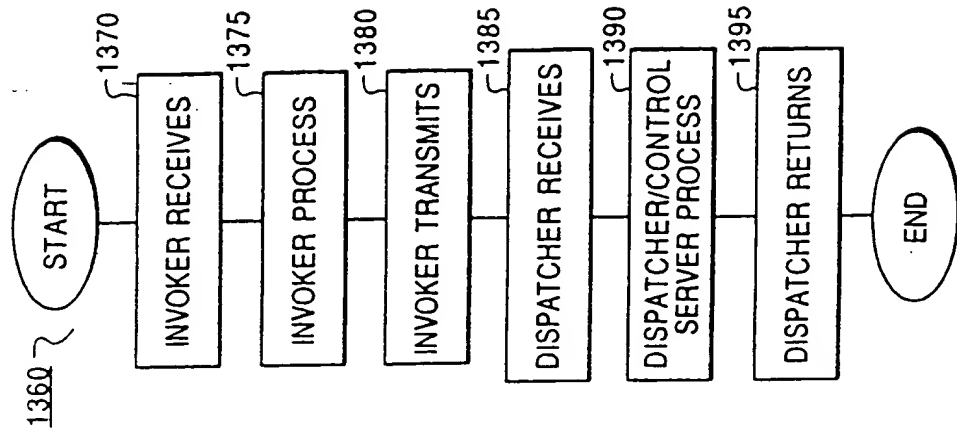 1360
START
1370
INVOKER RECEIVES
1375
INVOKER PROCESS
1380
INVOKER TRANSMITS
1385
DISPATCHER RECEIVES
1390
DISPATCHER/CONTROL
SERVER PROCESS
1395
DISPATCHER RETURNS
END